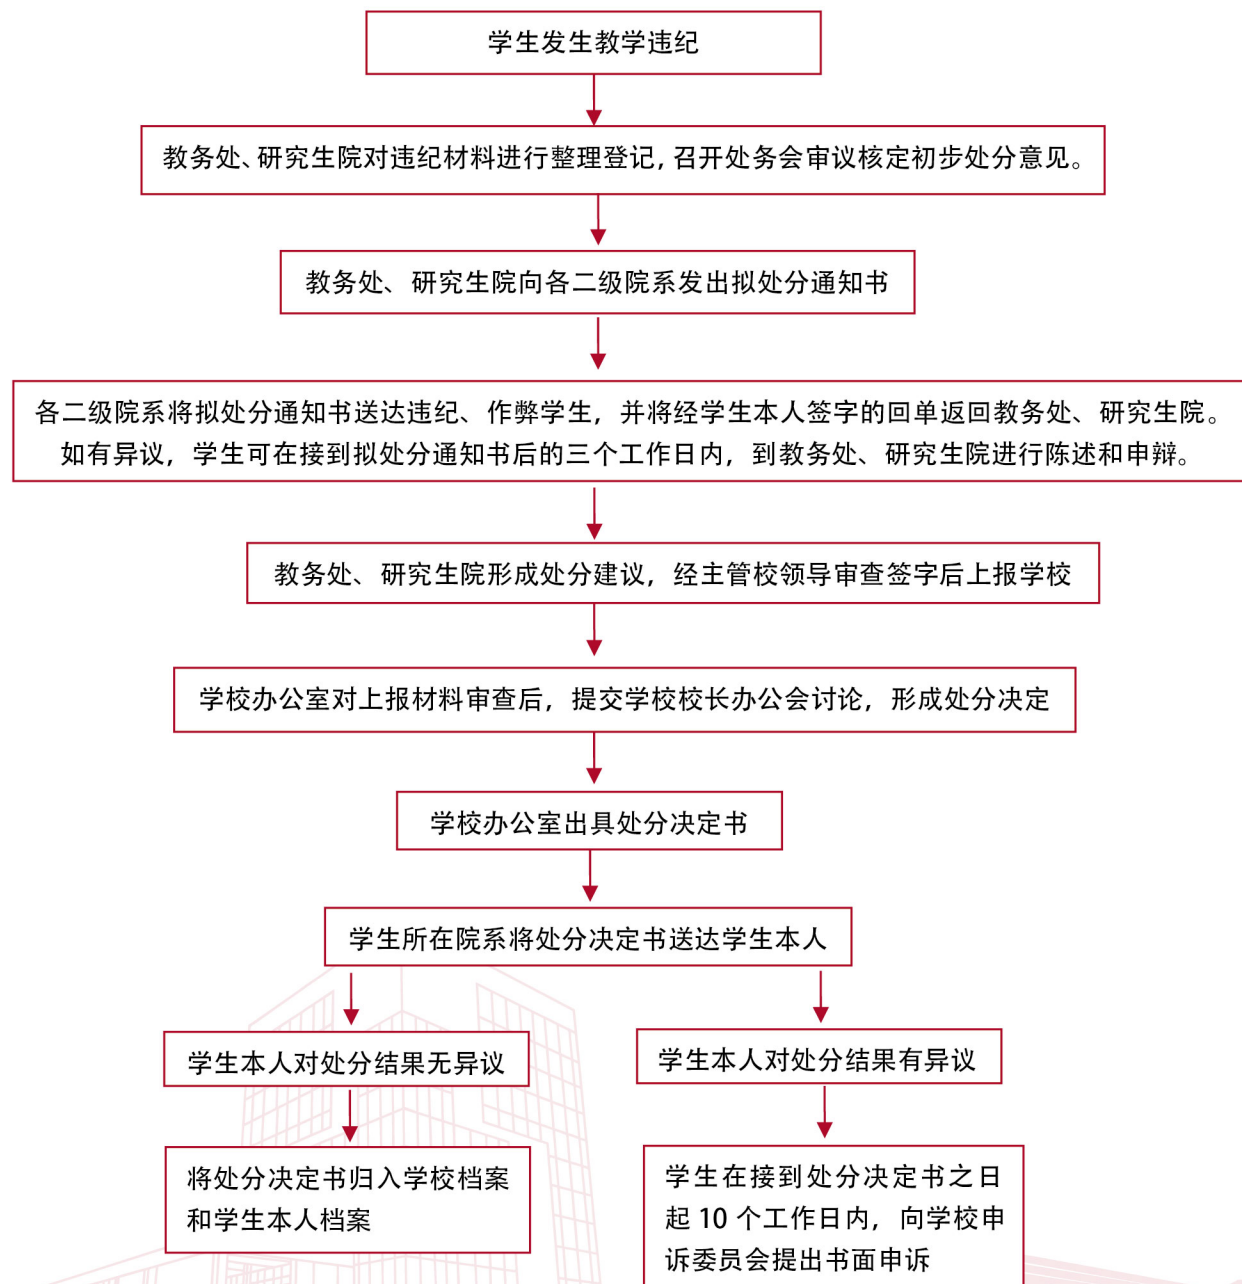 学生发生教学违纪
教务处、研究生院对违纪材料进行整理登记，召开处务会审议核定初步处分意见。
教务处、研究生院向各二级院系发出拟处分通知书
各二级院系将拟处分通知书送达违纪、作弊学生，并将经学生本人签字的回单返回教务处、研究生院。
如有异议，学生可在接到拟处分通知书后的三个工作日内，到教务处、研究生院进行陈述和申辩。
教务处、研究生院形成处分建议，经主管校领导审查签字后上报学校
学校办公室对上报材料审查后，提交学校校长办公会讨论，形成处分决定
学校办公室出具处分决定书
学生所在院系将处分决定书送达学生本人
学生本人对处分结果无异议
学生本人对处分结果有异议
将处分决定书归入学校档案
和学生本人档案
学生在接到处分决定书之日
起 10 个工作日内，向学校申
诉委员会提出书面申诉